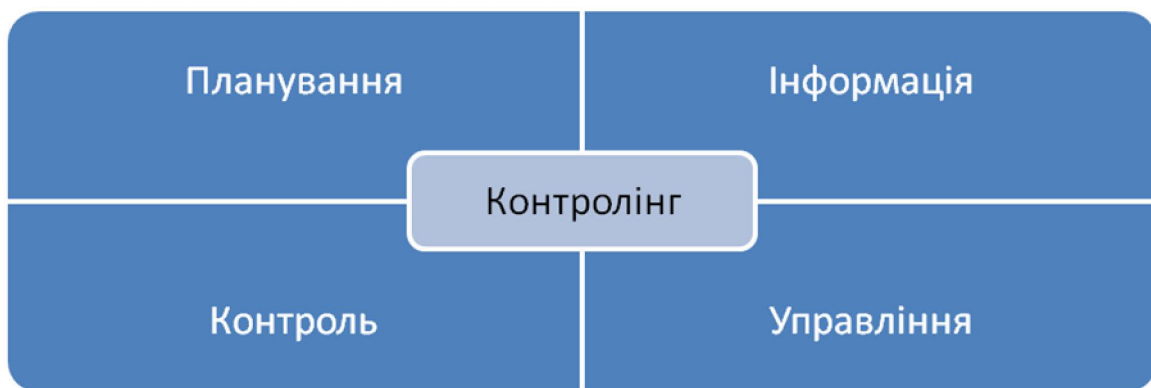 Планування
Інформація
Контролінг
Контроль
Управління